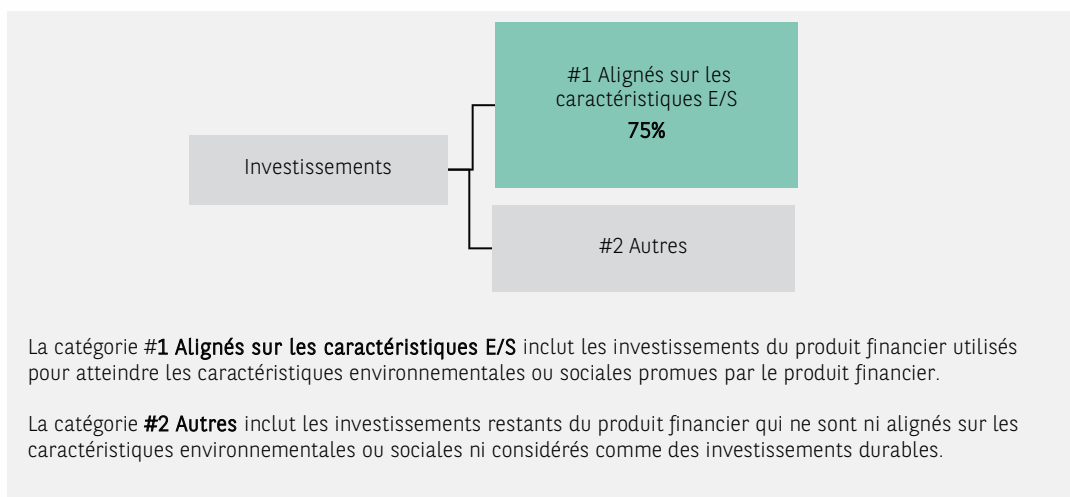 #1 Alignés sur les
caractéristiques E/S
75%
Investissements
#2 Autres
La catégorie #1 Alignés sur les caractéristiques E/S inclut les investissements du produit financier utilisés
pour atteindre les caractéristiques environnementales ou sociales promues par le produit financier.
La catégorie #2 Autres inclut les investissements restants du produit financier qui ne sont ni alignés sur les
caractéristiques environnementales ou sociales ni considérés comme des investissements durables.